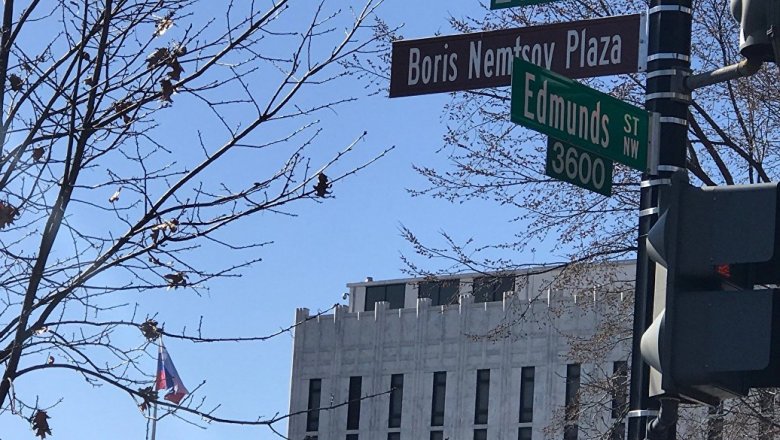 Boris Nemtsov Plaza
Edmunds ST NW
3600